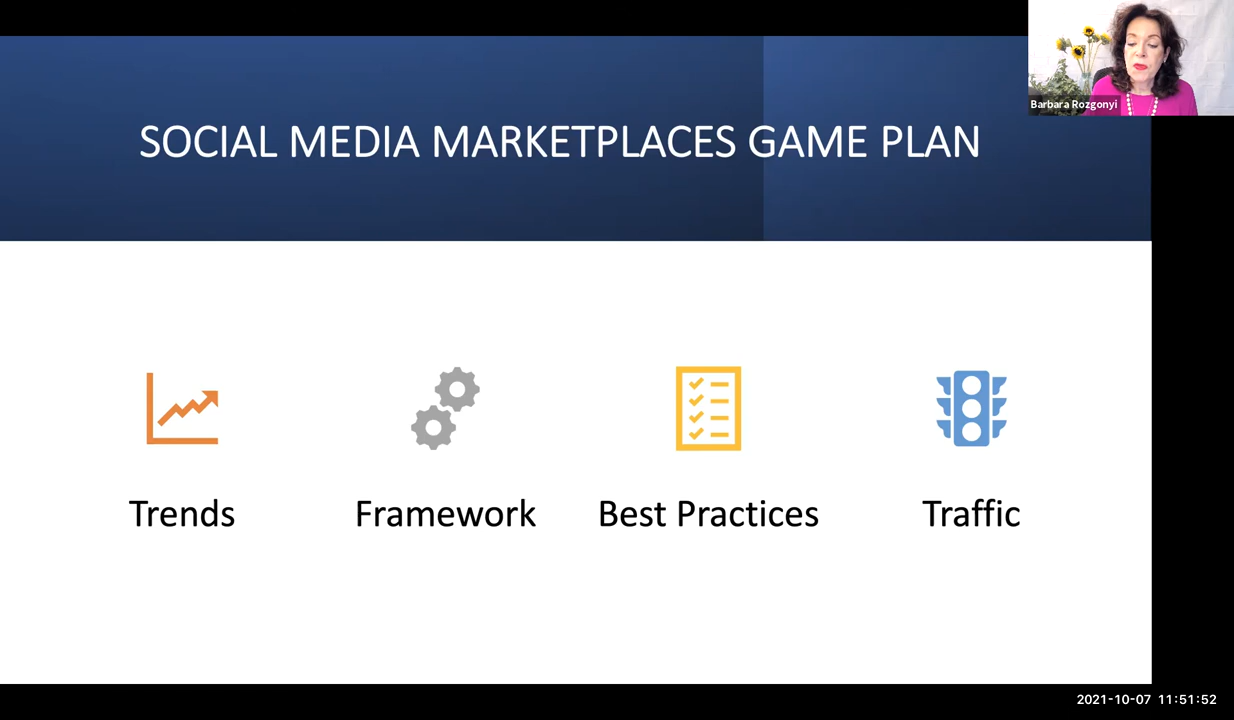 Barbara Rozgonyi
SOCIAL MEDIA MARKETPLACES GAME PLAN
Trends
Framework
Best Practices
Traffic
2021-10-07 11:51:52